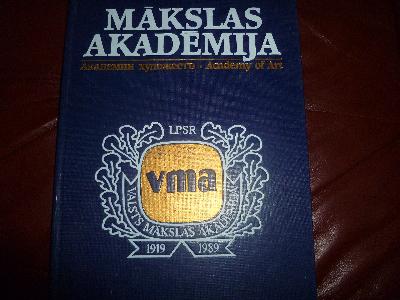 MĀKSLAS
AKADĒMIJA
Академия художеств · Academy of Art
LPSR
vma
VALSTS MĀKSLAS AKADĒMIJA
1919 1989